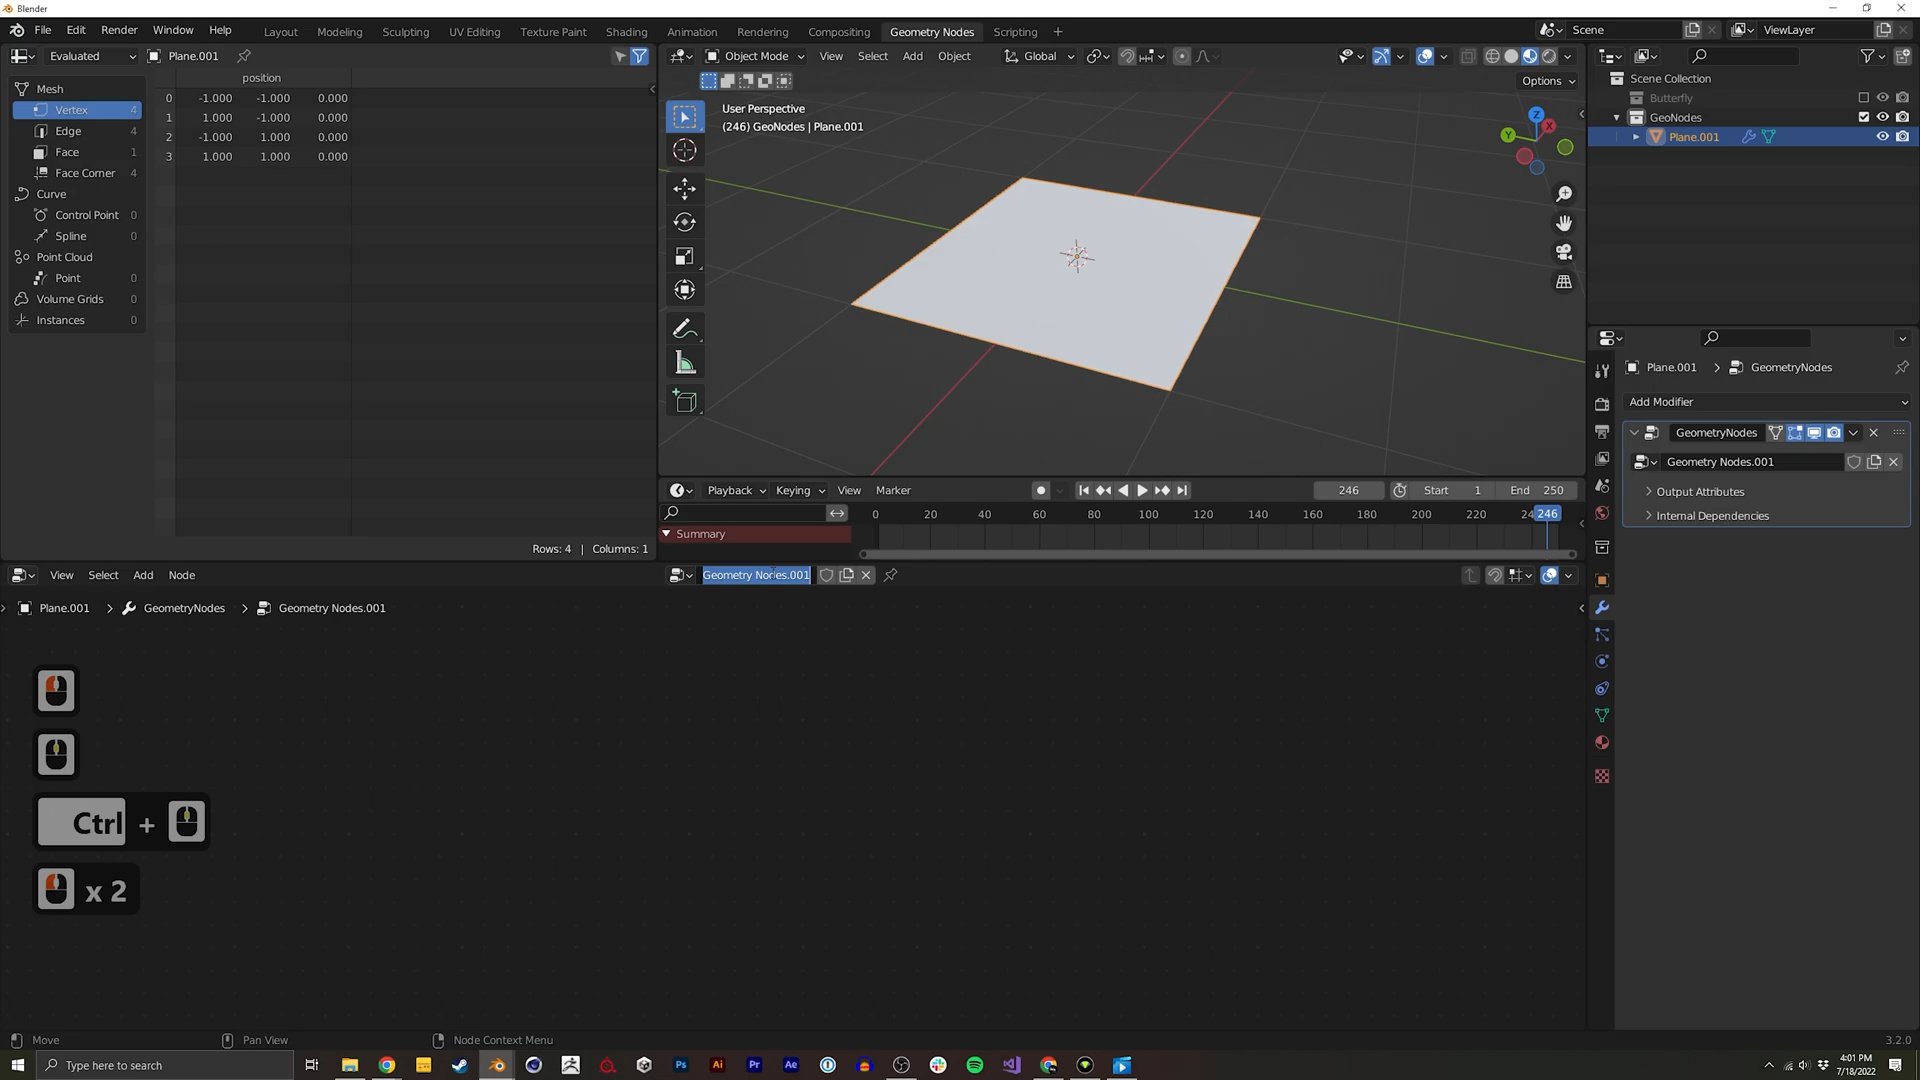 Blender
File Edit Render Window Help Layout Modeling Sculpting UV Editing Texture Paint Shading Animation Rendering Compositing Geometry Nodes Scripting + Scene ViewLayer
Evaluated Plane.001
position
Mesh
Vertex 4
Edge 4
Face 1
Face Corner 4
Curve
Control Point 0
Spline 0
Point Cloud
Point 0
Volume Grids 0
Instances 0
0 -1.000 -1.000 0.000
1 1.000 -1.000 0.000
2 -1.000 1.000 0.000
3 1.000 1.000 0.000
Rows: 4 | Columns: 1
Object Mode View Select Add Object Global
Options
User Perspective
(246) GeoNodes | Plane.001
Z
X
Y
Playback Keying View Marker 246 Start 1 End 250
0 20 40 60 80 100 120 140 160 180 200 220 24 246
Summary
Scene Collection
Butterfly
GeoNodes
Plane.001
Plane.001 > GeometryNodes
Add Modifier
GeometryNodes
Geometry Nodes.001
Output Attributes
Internal Dependencies
View Select Add Node Geometry Nodes.001
Plane.001 > GeometryNodes > Geometry Nodes.001
Ctrl +
x 2
Move Pan View Node Context Menu 3.2.0
Type here to search
Ps Ai Pr Ae
4:01 PM
7/18/2022